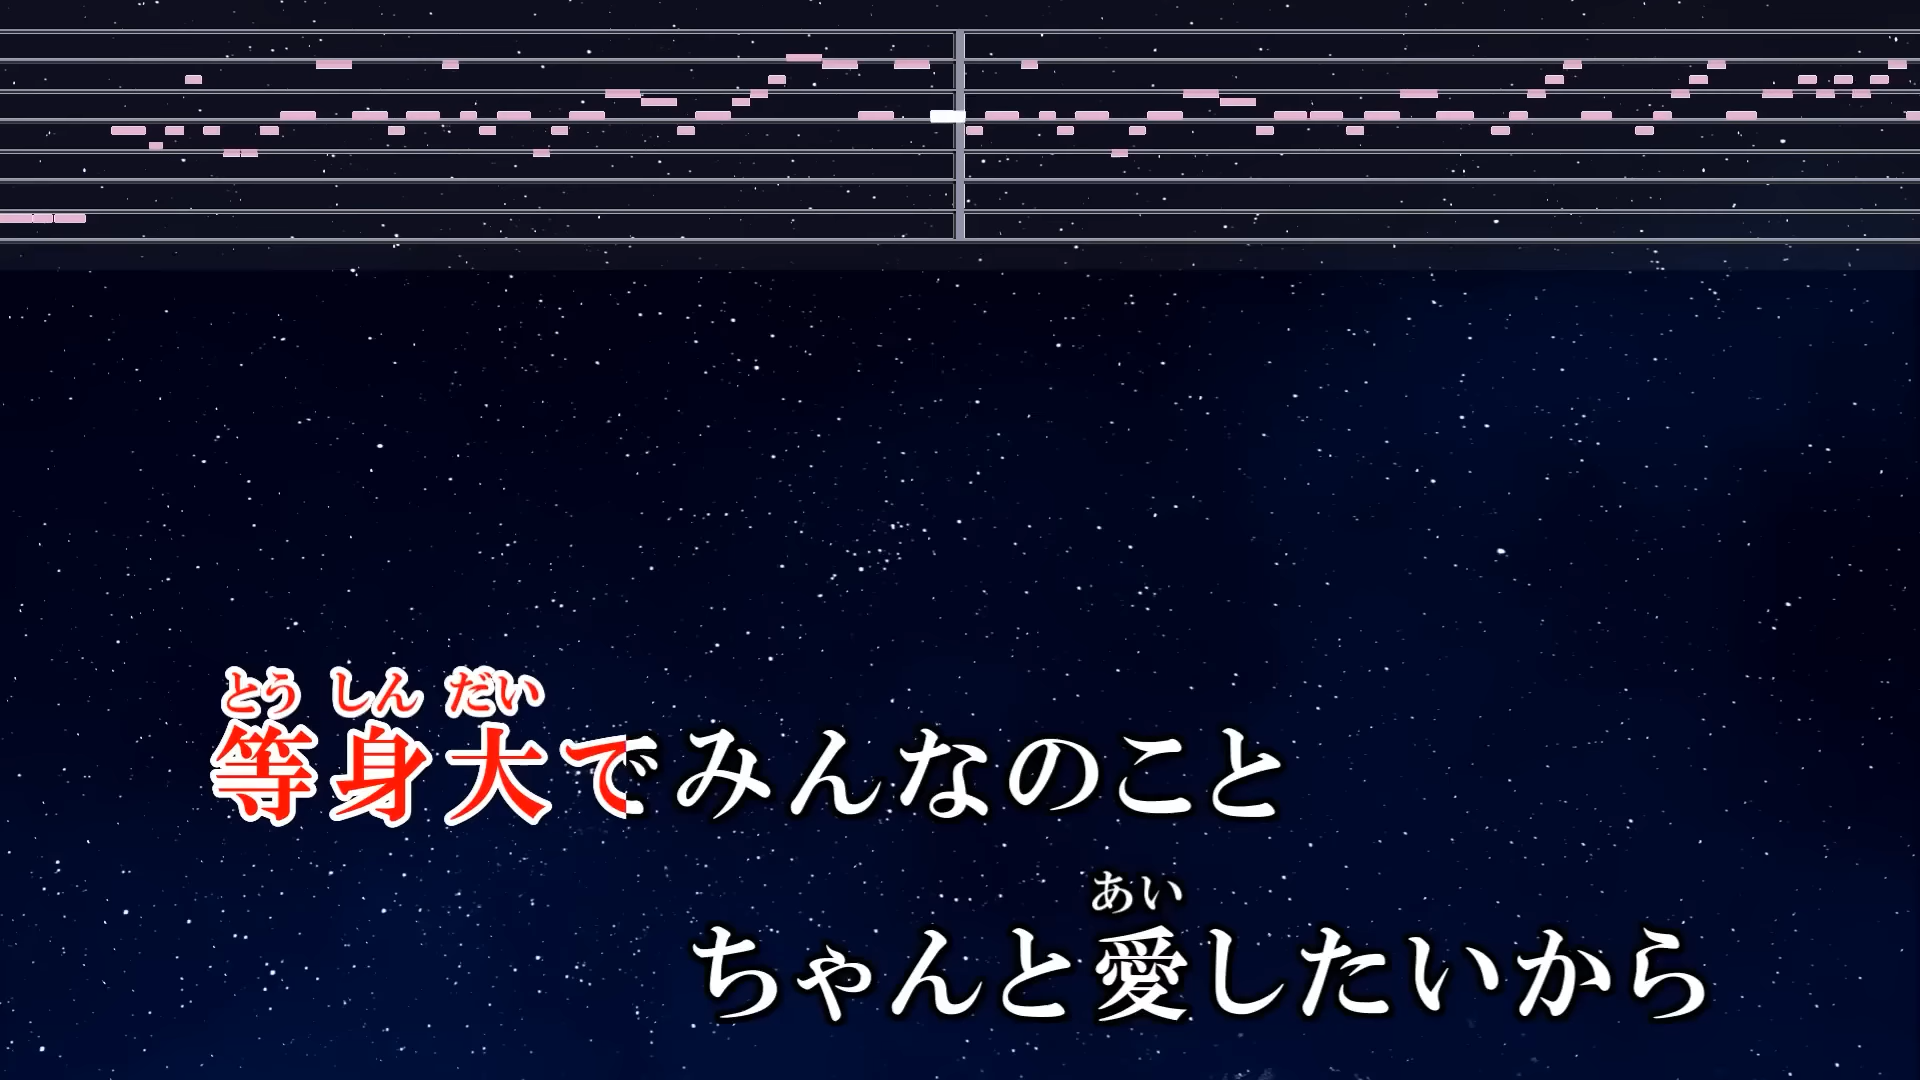 とう しん だい
等身大でみんなのこと
あい
ちゃんと愛したいから